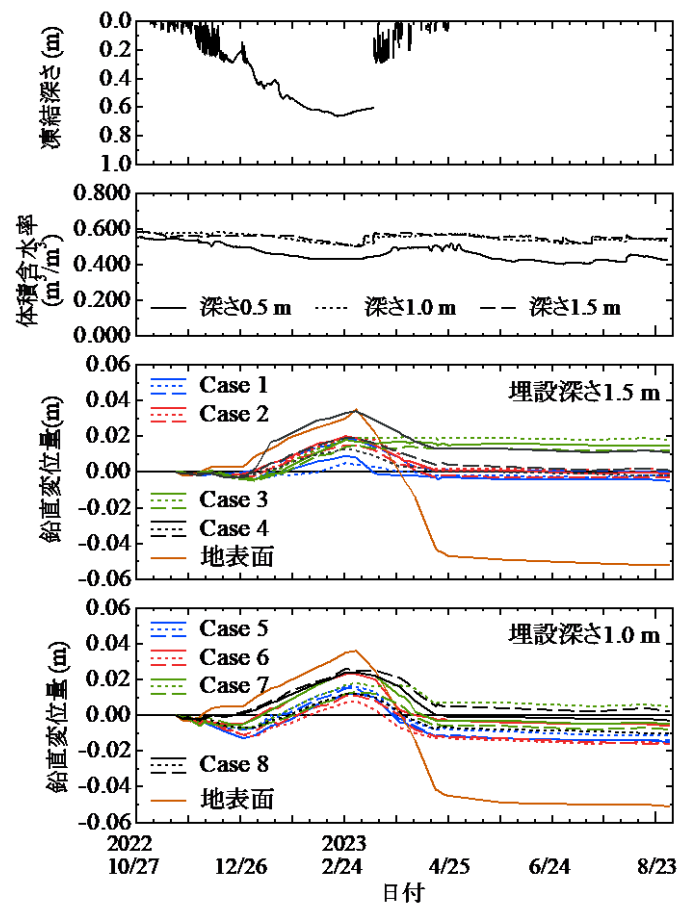 0.0
0.2
0.4
0.6
0.8
1.0
凍結深さ (m)
0.800
0.600
0.400
0.200
0.000
体積含水率
(m³/m³)
深さ0.5 m 深さ1.0 m 深さ1.5 m
0.06
0.04
0.02
0.00
-0.02
-0.04
-0.06
鉛直変位量(m)
Case 1
Case 2
埋設深さ1.5 m
Case 3
Case 4
地表面
0.06
0.04
0.02
0.00
-0.02
-0.04
-0.06
鉛直変位量 (m)
Case 5
Case 6
Case 7
埋設深さ1.0 m
Case 8
地表面
2022 2023
10/27 12/26 2/24 4/25 6/24 8/23
日付